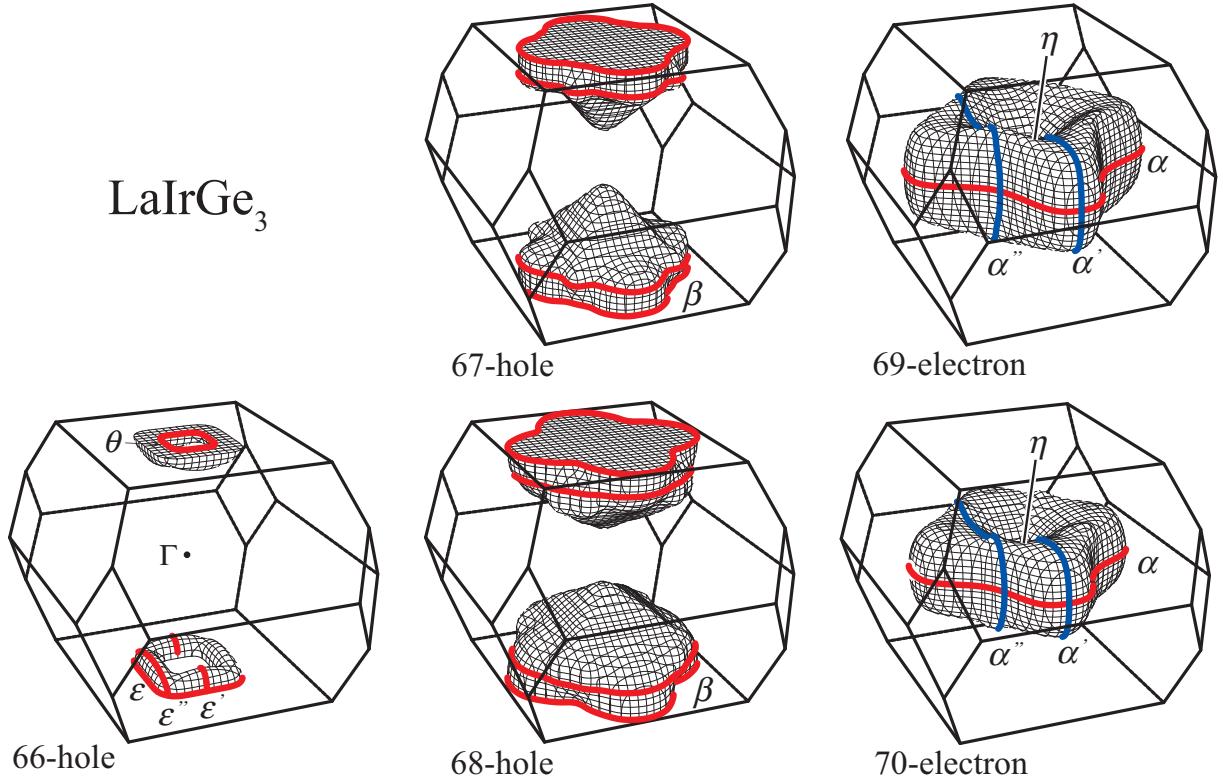 LaIrGe₃
β
67-hole
η
α
α''
α'
69-electron
θ
Γ
ε
ε''
ε'
66-hole
β
68-hole
η
α
α''
α'
70-electron